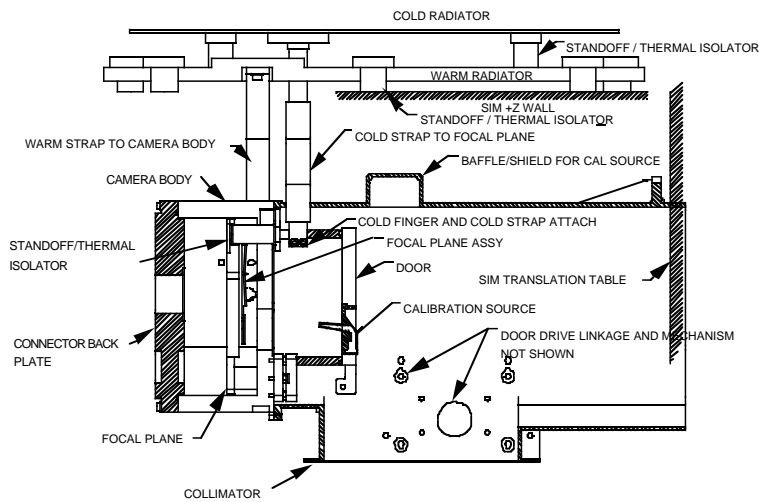 COLD RADIATOR
STANDOFF / THERMAL ISOLATOR
WARM RADIATOR
SIM +Z WALL
STANDOFF / THERMAL ISOLATOR
WARM STRAP TO CAMERA BODY
COLD STRAP TO FOCAL PLANE
BAFFLE/SHIELD FOR CAL SOURCE
CAMERA BODY
COLD FINGER AND COLD STRAP ATTACH
STANDOFF/THERMAL
ISOLATOR
FOCAL PLANE ASSY
DOOR
SIM TRANSLATION TABLE
CALIBRATION SOURCE
CONNECTOR BACK
PLATE
DOOR DRIVE LINKAGE AND MECHANISM
NOT SHOWN
FOCAL PLANE
COLLIMATOR